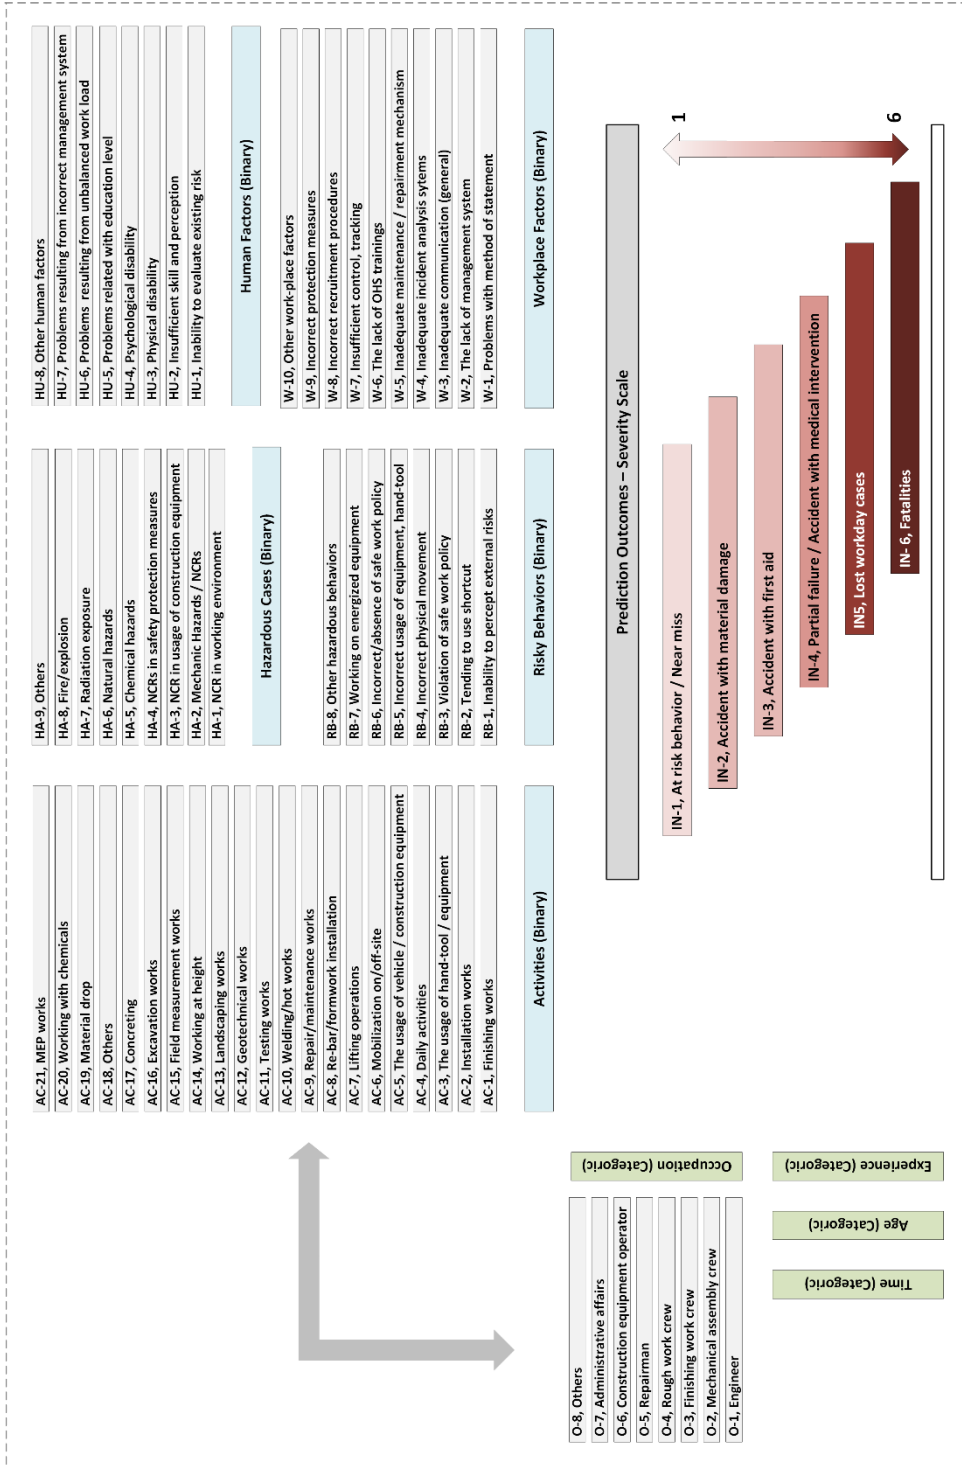 HU-8, Other human factors
HU-7, Problems resulting from incorrect management system
HU-6, Problems resulting from unbalanced work load
HU-5, Problems related with education level
HU-4, Psychological disability
HU-3, Physical disability
HU-2, Insufficient skill and perception
HU-1, Inability to evaluate existing risk
Human Factors (Binary)
W-10, Other work-place factors
W-9, Incorrect protection measures
W-8, Incorrect recruitment procedures
W-7, Insufficient control, tracking
W-6, The lack of OHS trainings
W-5, Inadequate maintenance / repairment mechanism
W-4, Inadequate incident analysis sytems
W-3, Inadequate communication (general)
W-2, The lack of management system
W-1, Problems with method of statement
Workplace Factors (Binary)
HA-9, Others
HA-8, Fire/explosion
HA-7, Radiation exposure
HA-6, Natural hazards
HA-5, Chemical hazards
HA-4, NCRs in safety protection measures
HA-3, NCR in usage of construction equipment
HA-2, Mechanic Hazards / NCRs
HA-1, NCR in working environment
Hazardous Cases (Binary)
RB-8, Other hazardous behaviors
RB-7, Working on energized equipment
RB-6, Incorrect/absence of safe work policy
RB-5, Incorrect usage of equipment, hand-tool
RB-4, Incorrect physical movement
RB-3, Violation of safe work policy
RB-2, Tending to use shortcut
RB-1, Inability to percept external risks
Risky Behaviors (Binary)
AC-21, MEP works
AC-20, Working with chemicals
AC-19, Material drop
AC-18, Others
AC-17, Concreting
AC-16, Excavation works
AC-15, Field measurement works
AC-14, Working at height
AC-13, Landscaping works
AC-12, Geotechnical works
AC-11, Testing works
AC-10, Welding/hot works
AC-9, Repair/maintenance works
AC-8, Re-bar/formwork installation
AC-7, Lifting operations
AC-6, Mobilization on/off-site
AC-5, The usage of vehicle / construction equipment
AC-4, Daily activities
AC-3, The usage of hand-tool / equipment
AC-2, Installation works
AC-1, Finishing works
Activities (Binary)
O-8, Others
O-7, Administrative affairs
O-6, Construction equipment operator
O-5, Repairman
O-4, Rough work crew
O-3, Finishing work crew
O-2, Mechanical assembly crew
O-1, Engineer
Occupation (Categoric)
Experience (Categoric)
Age (Categoric)
Time (Categoric)
Prediction Outcomes – Severity Scale
1
6
IN-1, At risk behavior / Near miss
IN-2, Accident with material damage
IN-3, Accident with first aid
IN-4, Partial failure / Accident with medical intervention
IN5, Lost workday cases
IN- 6, Fatalities